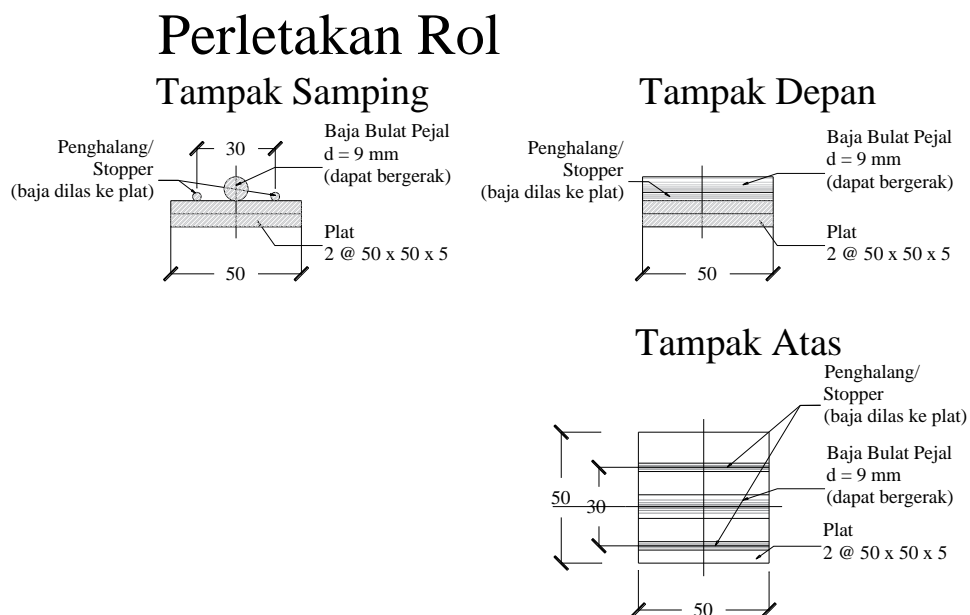 Perletakan Rol
Tampak Samping
Penghalang/
Stopper
(baja dilas ke plat)
30
Baja Bulat Pejal
d = 9 mm
(dapat bergerak)
Plat
2 @ 50 x 50 x 5
50
Tampak Depan
Penghalang/
Stopper
(baja dilas ke plat)
Baja Bulat Pejal
d = 9 mm
(dapat bergerak)
Plat
2 @ 50 x 50 x 5
50
Tampak Atas
Penghalang/
Stopper
(baja dilas ke plat)
Baja Bulat Pejal
d = 9 mm
(dapat bergerak)
50
30
Plat
2 @ 50 x 50 x 5
50